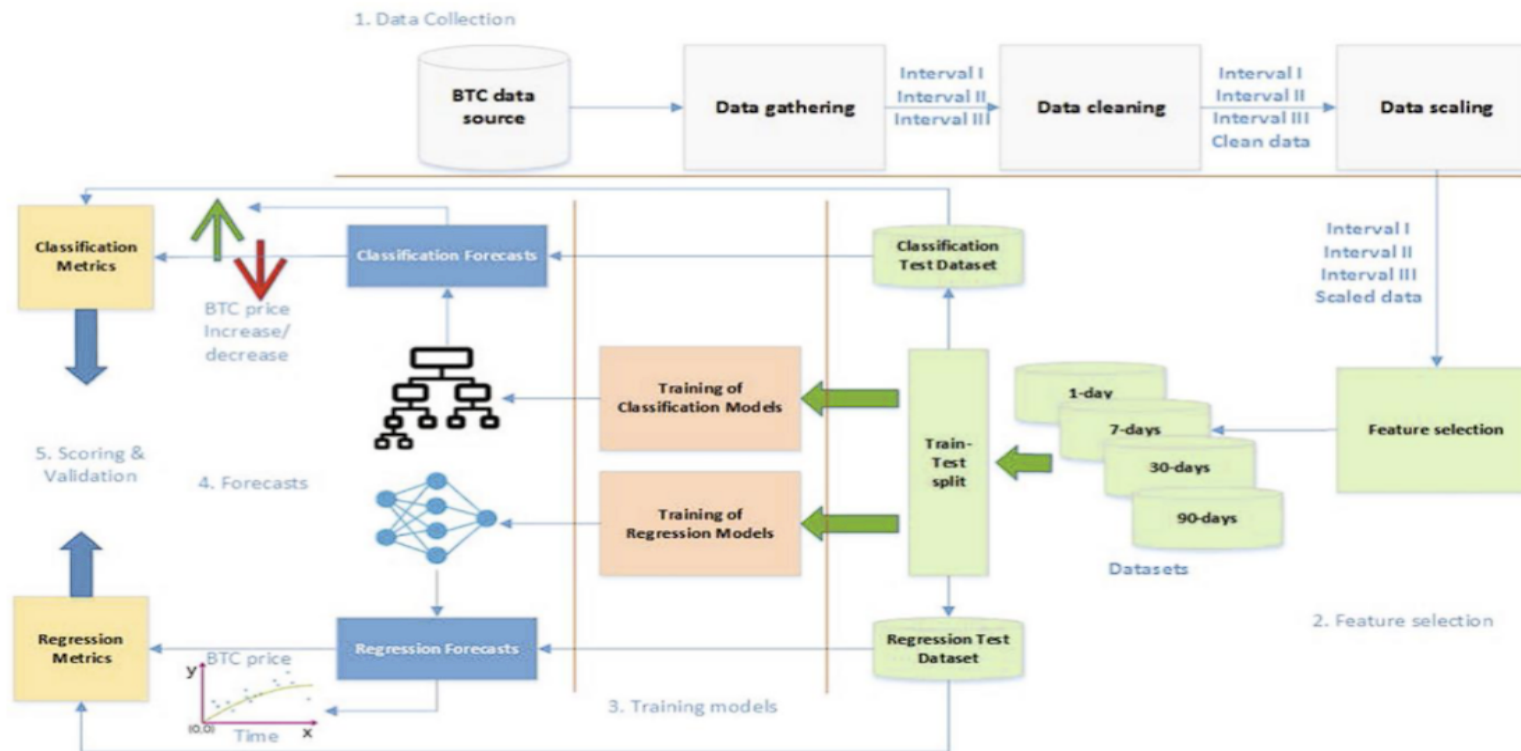 1. Data Collection
BTC data
source
Data gathering
Interval I
Interval II
Interval III
Data cleaning
Interval I
Interval II
Interval III
Clean data
Data scaling
Interval I
Interval II
Interval III
Scaled data
Classification
Metrics
BTC price
Increase/
decrease
Classification Forecasts
Classification
Test Dataset
Training of
Classification Models
Train-
Test
split
1-day
7-days
30-days
90-days
Datasets
Feature selection
2. Feature selection
5. Scoring &
Validation
4. Forecasts
Training of
Regression Models
Regression
Metrics
Regression Forecasts
Regression Test
Dataset
BTC price
y
(0,0)
Time
x
3. Training models